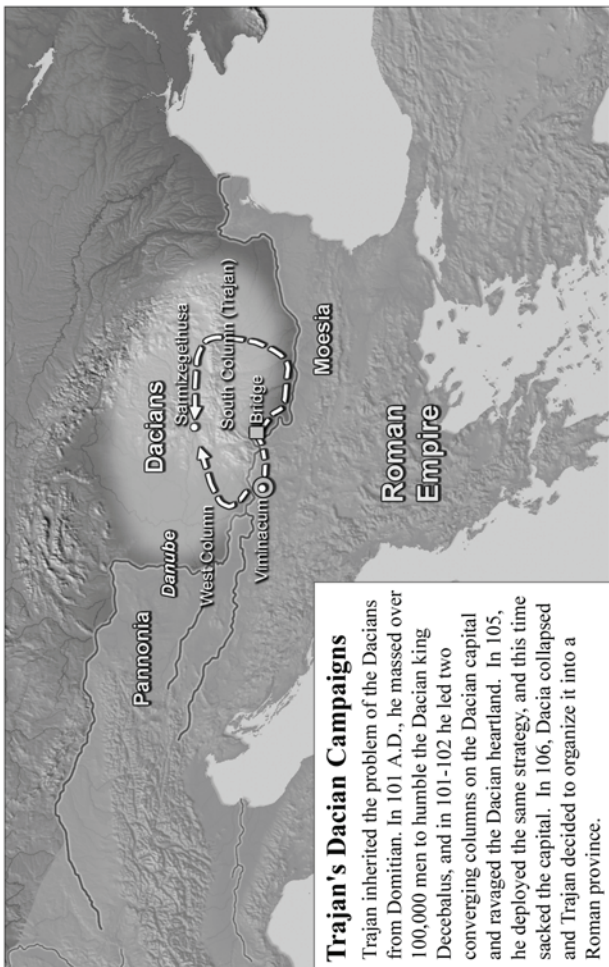 Dacians
Sarmizegethusa
South Column (Trajan)
Bridge
Moesia
Danube
West Column
Viminacum
Pannonia
Roman
Empire
Trajan's Dacian Campaigns
Trajan inherited the problem of the Dacians
from Domitian. In 101 A.D., he massed over
100,000 men to humble the Dacian king
Decebalus, and in 101-102 he led two
converging columns on the Dacian capital
and ravaged the Dacian heartland. In 105,
he deployed the same strategy, and this time
sacked the capital. In 106, Dacia collapsed
and Trajan decided to organize it into a
Roman province.